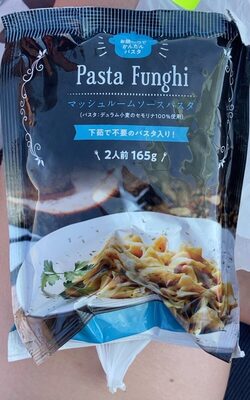 お鍋一つで
かんたん
パスタ
Pasta Funghi
マッシュルームソースパスタ
(パスタ:デュラム小麦のセモリナ100%使用)
下茹で不要のパスタ入り!
2人前 165g